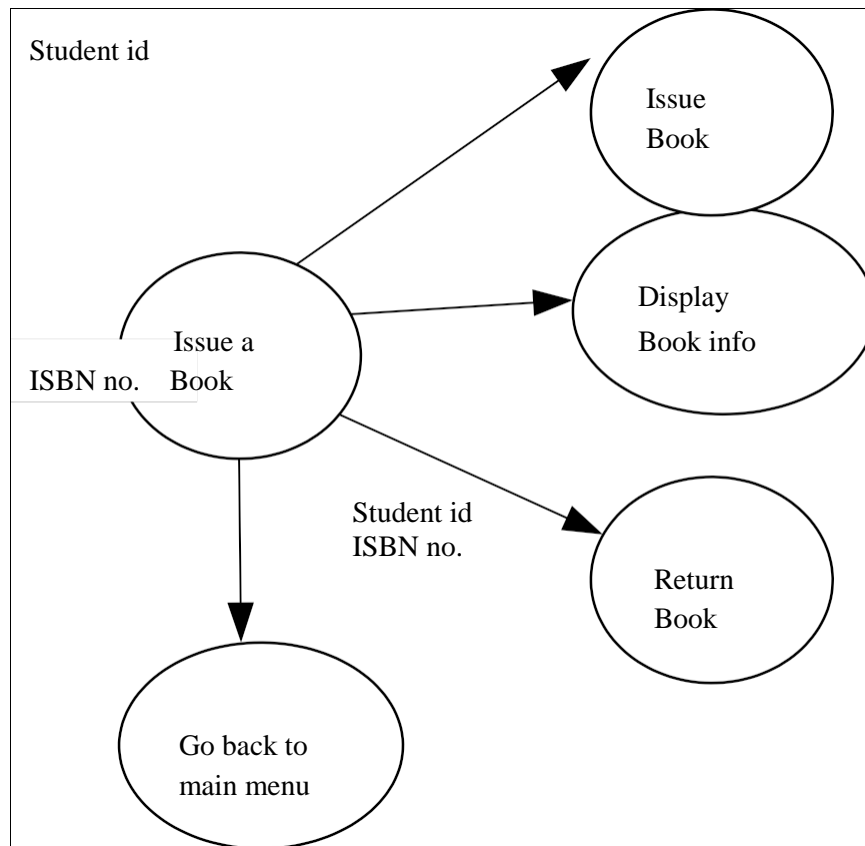 Student id
Issue
Book
Display
Book info
Issue a
ISBN no. Book
Student id
ISBN no.
Return
Book
Go back to
main menu